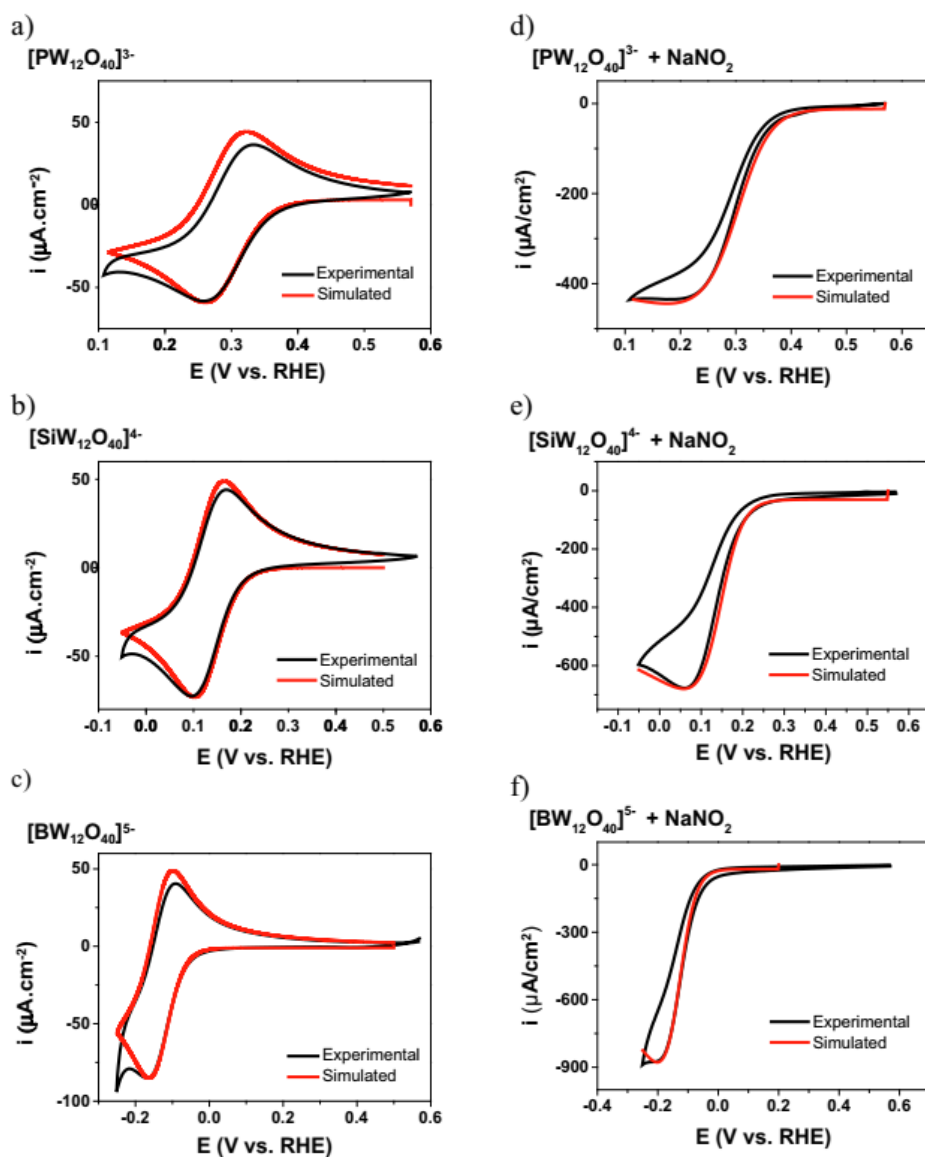 a)
[PW₁₂O₄₀]³⁻
50
00
-50
i (µA.cm⁻²)
Experimental
Simulated
0.1 0.2 0.3 0.4 0.5 0.6
E (V vs. RHE)
d)
[PW₁₂O₄₀]³⁻ + NaNO₂
0
-200
-400
i (µA/cm²)
Experimental
Simulated
0.1 0.3 0.5
E (V vs. RHE)
b)
[SiW₁₂O₄₀]⁴⁻
50
00
-50
i (µA.cm⁻²)
Experimental
Simulated
-0.1 0.0 0.1 0.2 0.3 0.4 0.5 0.6
E (V vs. RHE)
e)
[SiW₁₂O₄₀]⁴⁻ + NaNO₂
0
-200
-400
-600
i (µA/cm²)
Experimental
Simulated
-0.1 0.0 0.1 0.2 0.3 0.4 0.5 0.6
E (V vs. RHE)
c)
[BW₁₂O₄₀]⁵⁻
50
0
-50
-100
i (µA.cm⁻²)
Experimental
Simulated
-0.2 0.0 0.2 0.4 0.6
E (V vs. RHE)
f)
[BW₁₂O₄₀]⁵⁻ + NaNO₂
0
-300
-600
-900
i (µA/cm²)
Experimental
Simulated
-0.4 -0.2 0.0 0.2 0.4 0.6
E (V vs. RHE)